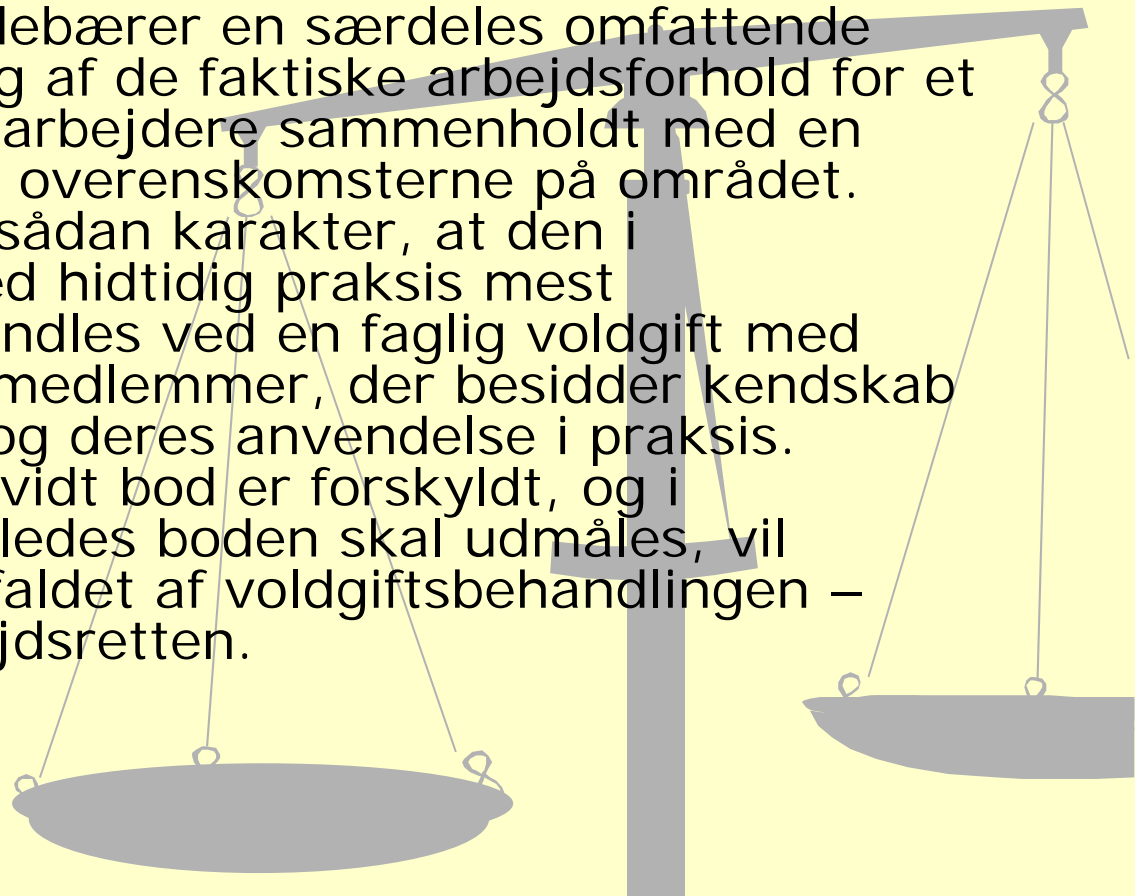 debærer en særdeles omfattende
g af de faktiske arbejdsforhold for et
arbejdere sammenholdt med en
overenskomsterne på området.
sådan karakter, at den i
ed hidtidig praksis mest
ndles ved en faglig voldgift med
medlemmer, der besidder kendskab
og deres anvendelse i praksis.
vidt bod er forskyldt, og i
ledes boden skal udmåles, vil
faldet af voldgiftsbehandlingen –
jdsretten.